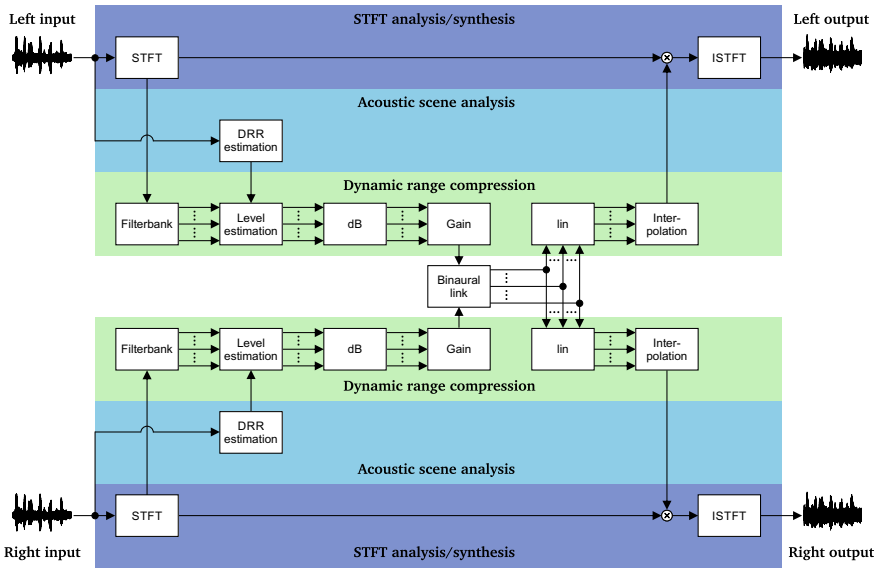 Left input
STFT analysis/synthesis
Left output
STFT
ISTFT
Acoustic scene analysis
DRR
estimation
Dynamic range compression
Filterbank
Level
estimation
dB
Gain
lin
Inter-
polation
Binaural
link
Filterbank
Level
estimation
dB
Gain
lin
Inter-
polation
Dynamic range compression
DRR
estimation
Acoustic scene analysis
STFT
ISTFT
Right input
STFT analysis/synthesis
Right output